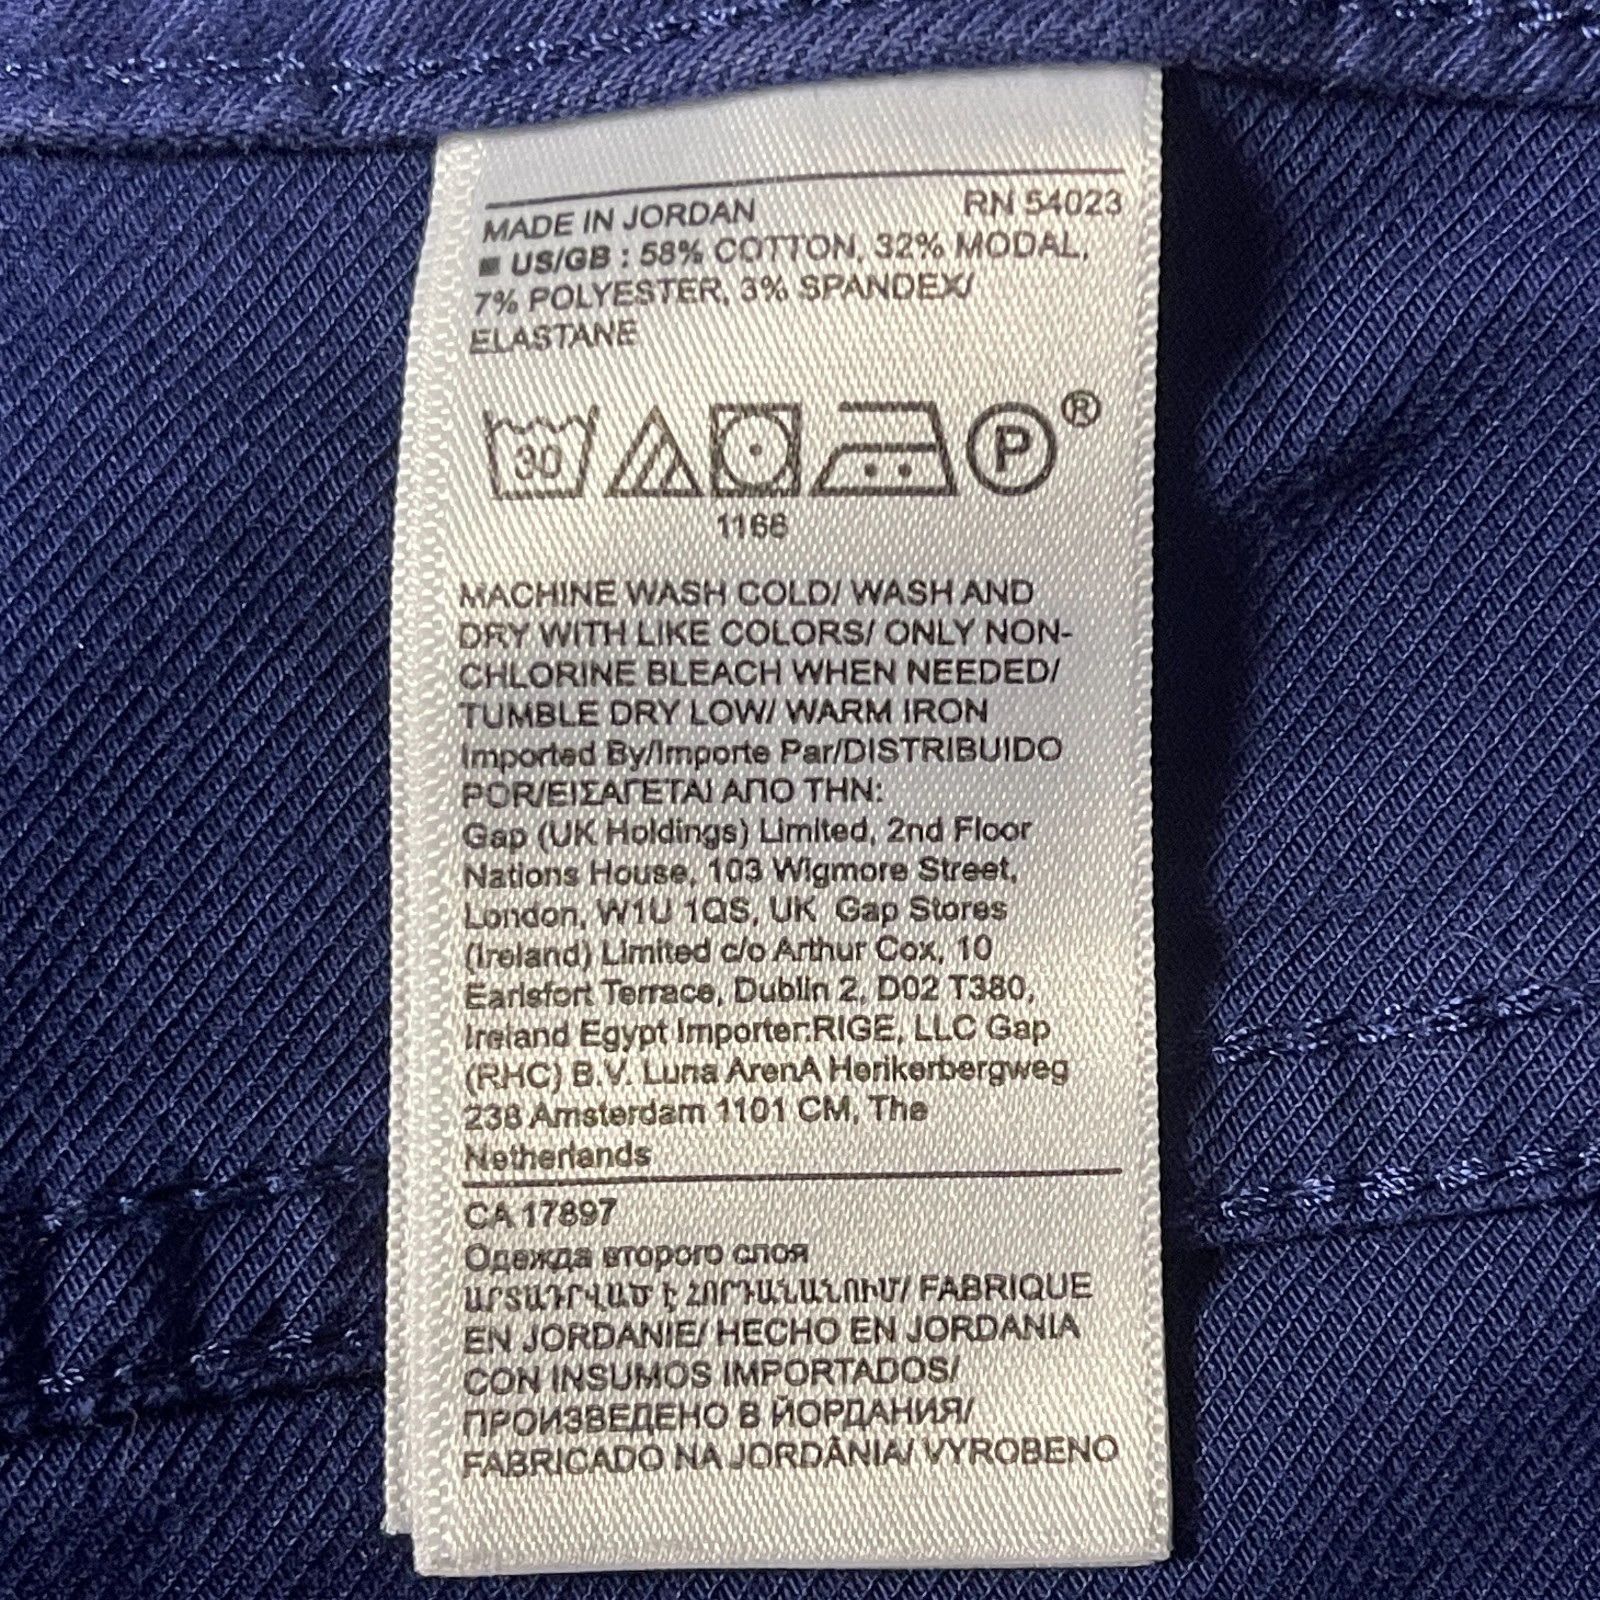 MADE IN JORDAN RN 54023
US/GB : 58% COTTON, 32% MODAL,
7% POLYESTER, 3% SPANDEX/
ELASTANE
30 P ®
1166
MACHINE WASH COLD/ WASH AND
DRY WITH LIKE COLORS/ ONLY NON-
CHLORINE BLEACH WHEN NEEDED/
TUMBLE DRY LOW/ WARM IRON
Imported By/Importe Par/DISTRIBUIDO
POR/ΕΙΣΑΓΕΤΑΙ ΑΠΟ ΤΗΝ:
Gap (UK Holdings) Limited, 2nd Floor
Nations House, 103 Wigmore Street,
London, W1U 1QS, UK Gap Stores
(Ireland) Limited c/o Arthur Cox, 10
Earlsfort Terrace, Dublin 2, D02 T380,
Ireland Egypt Importer:RIGE, LLC Gap
(RHC) B.V. Luna ArenA Herikerbergweg
238 Amsterdam 1101 CM, The
Netherlands
CA 17897
Одежда второго слоя
ԱՐՏԱԴՐՎԱԾ Է ՀՈՐԴԱՆԱՆՈՒՄ/ FABRIQUE
EN JORDANIE/ HECHO EN JORDANIA
CON INSUMOS IMPORTADOS/
ПРОИЗВЕДЕНО В ЙОРДАНИЯ/
FABRICADO NA JORDÂNIA/ VYROBENO